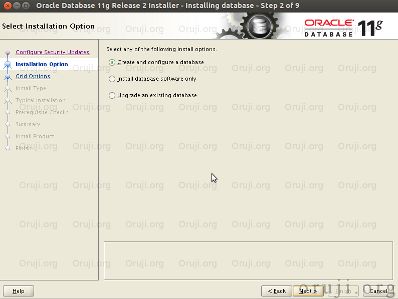 Oracle Database 11g Release 2 Installer - Installing database - Step 2 of 9
Select Installation Option
ORACLE
DATABASE 11g
Configure Security Updates
Installation Option
Grid Options
Install Type
Typical Installation
Prerequisite Checks
Summary
Install Product
Finish
Select any of the following install options.
Create and configure a database
Install database software only
Upgrade an existing database
Oruji.org
Help
< Back
Next >
Finish
Cancel
oruji.org